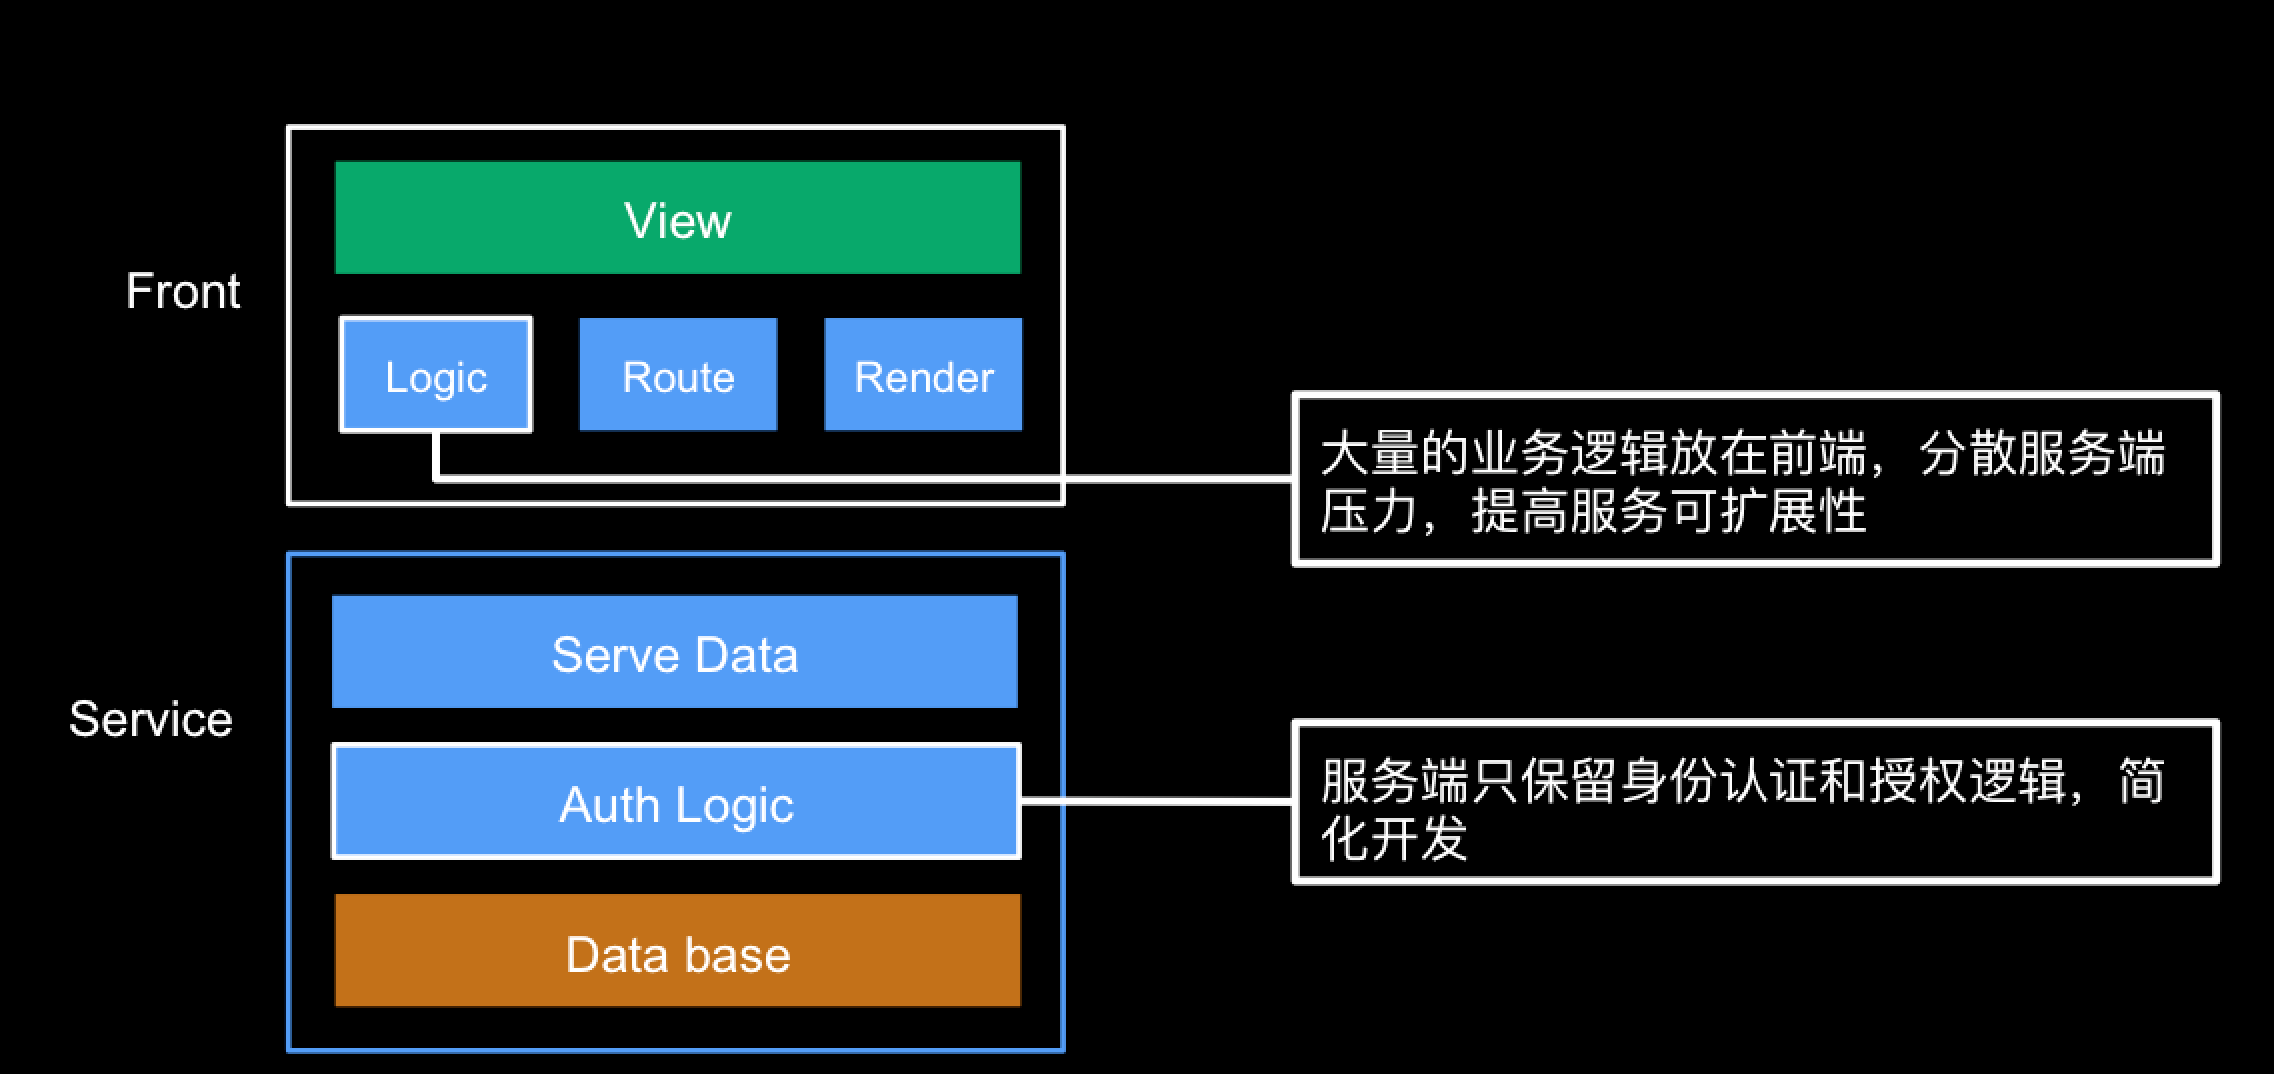 View
Front
Logic
Route
Render
大量的业务逻辑放在前端，分散服务端
压力，提高服务可扩展性
Serve Data
Service
Auth Logic
服务端只保留身份认证和授权逻辑，简
化开发
Data base